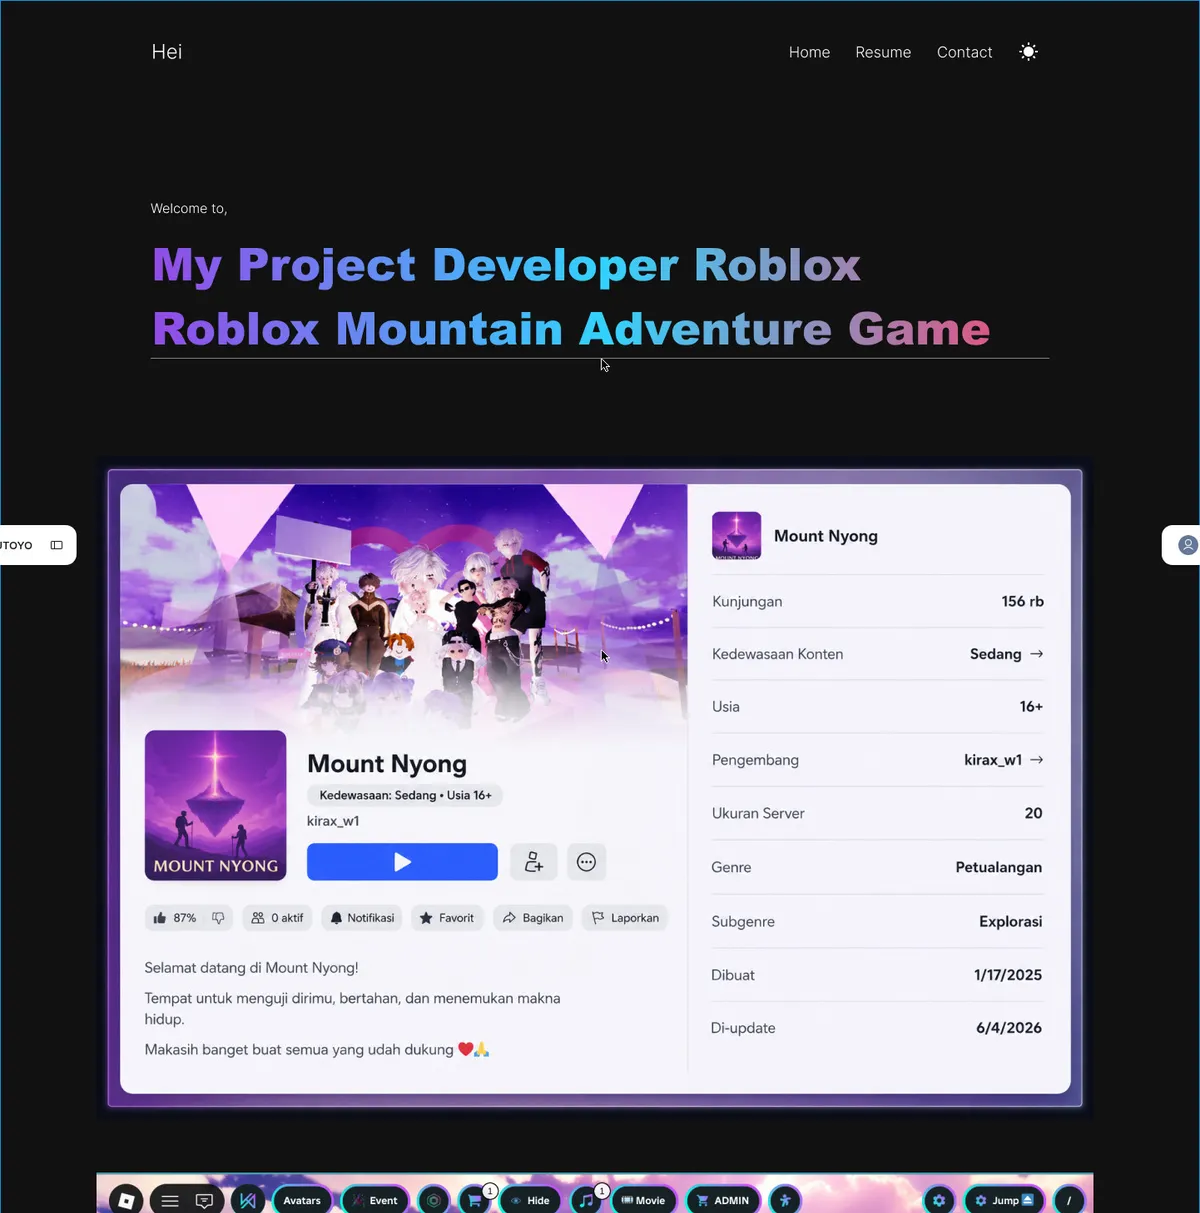 Hei
Home
Resume
Contact
Welcome to,
My Project Developer Roblox
Roblox Mountain Adventure Game
UTOYO
Mount Nyong
Kunjungan 156 rb
Kedewasaan Konten Sedang →
Usia 16+
Pengembang kirax_w1 →
Ukuran Server 20
Genre Petualangan
Subgenre Eksplorasi
Dibuat 1/17/2025
Di-update 6/4/2026
MOUNT NYONG
Mount Nyong
Kedewasaan: Sedang • Usia 16+
kirax_w1
87%
0 aktif
Notifikasi
Favorit
Bagikan
Laporkan
Selamat datang di Mount Nyong!
Tempat untuk menguji dirimu, bertahan, dan menemukan makna
hidup.
Makasih banget buat semua yang udah dukung ❤️🙏
Avatars
Event
1
Hide
1
Movie
ADMIN
Jump
/